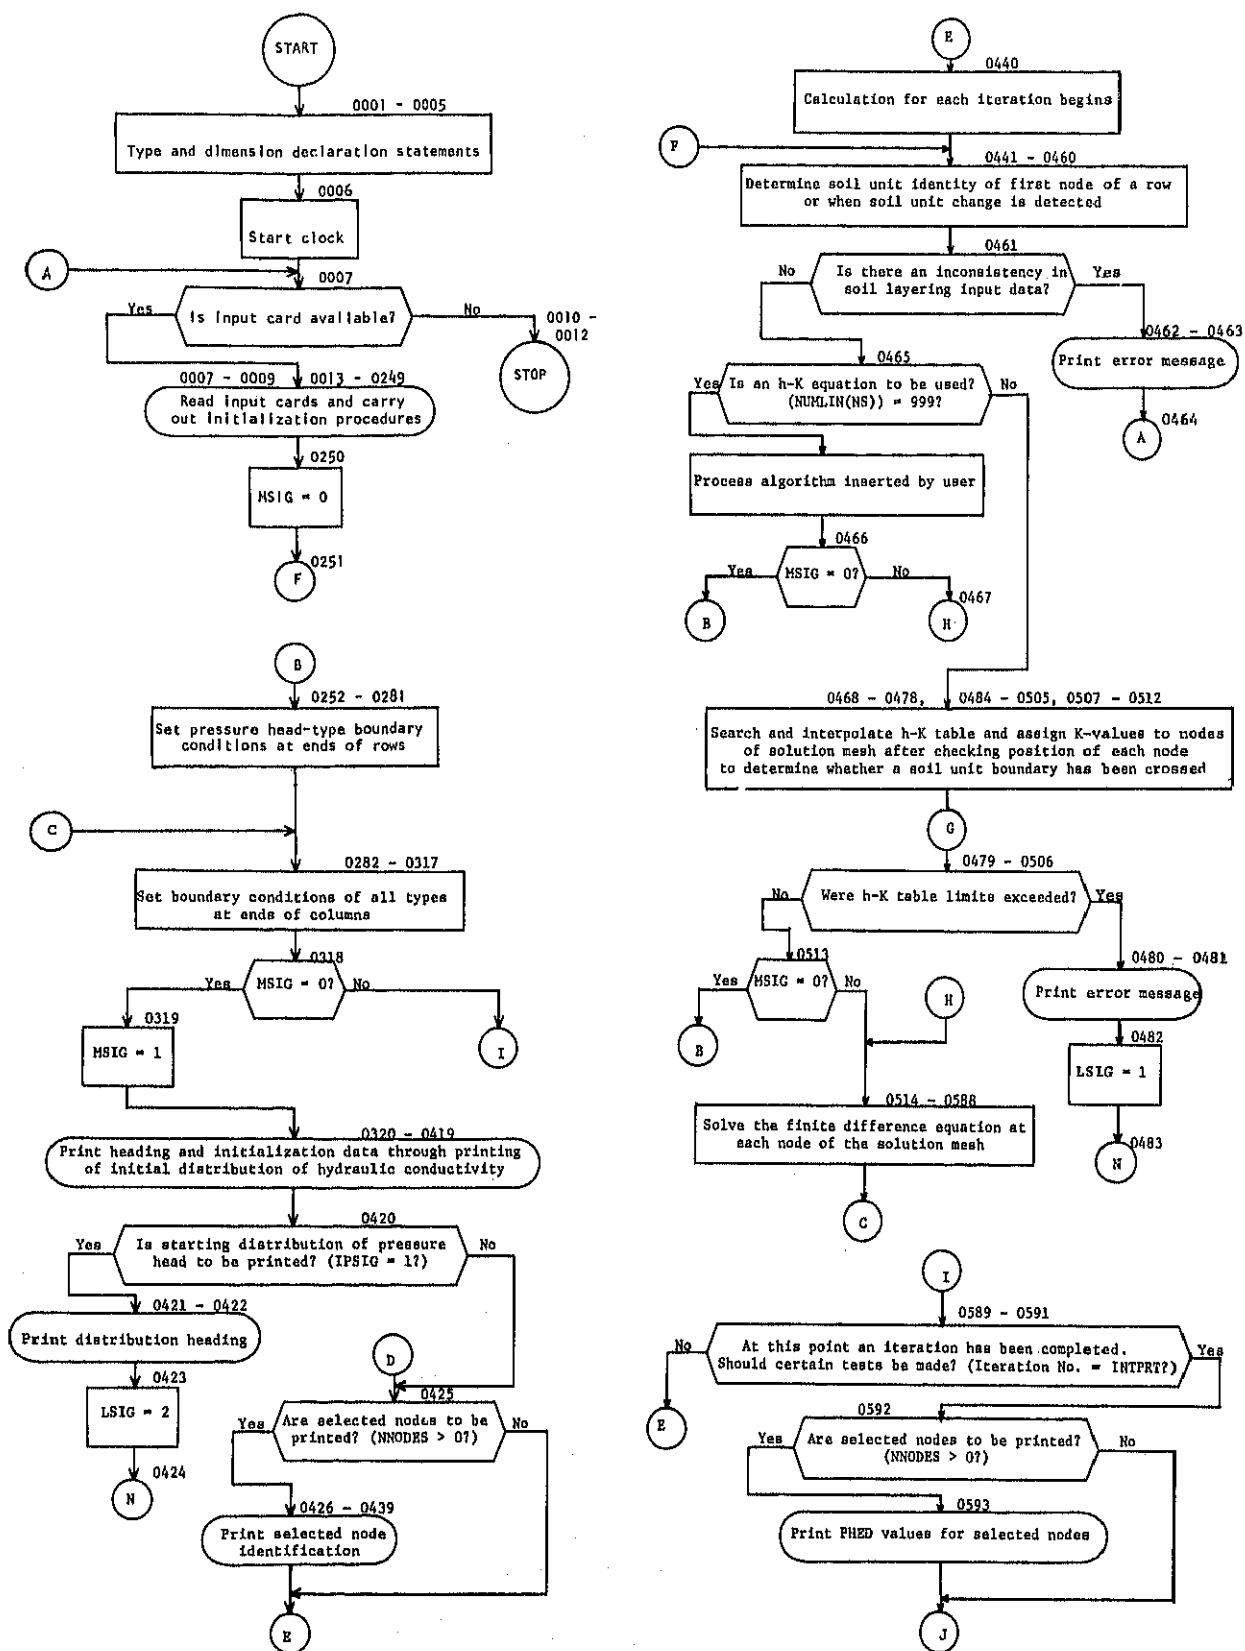 START
0001 - 0005
Type and dimension declaration statements
0006
Start clock
A
0007
Yes
Is input card available?
No
0010 -
0012
STOP
0007 - 0009
0013 - 0249
Read input cards and carry
out initialization procedures
0250
MSIG = 0
0251
F
B
0252 - 0281
Set pressure head-type boundary
conditions at ends of rows
C
0282 - 0317
Set boundary conditions of all types
at ends of columns
0318
Yes
MSIG = 0?
No
0319
MSIG = 1
I
0320 - 0419
Print heading and initialization data through printing
of initial distribution of hydraulic conductivity
0420
Yes
Is starting distribution of pressure
head to be printed? (IPSIG = 1?)
No
0421 - 0422
Print distribution heading
0423
LSIG = 2
0424
N
D
0425
Yes
Are selected nodes to be
printed? (NNODES > 0?)
No
0426 - 0439
Print selected node
identification
E
E
0440
Calculation for each iteration begins
F
0441 - 0460
Determine soil unit identity of first node of a row
or when soil unit change is detected
0461
No
Is there an inconsistency in
soil layering input data?
Yes
0462 - 0463
Print error message
0464
A
0465
Yes
Is an h-K equation to be used?
(NUMLIN(NS)) = 999?
No
Process algorithm inserted by user
0466
Yes
MSIG = 0?
No
B
0467
H
0468 - 0478,
0484 - 0505, 0507 - 0512
Search and interpolate h-K table and assign K-values to nodes
of solution mesh after checking position of each node
to determine whether a soil unit boundary has been crossed
G
0479 - 0506
No
Were h-K table limits exceeded?
Yes
0513
Yes
MSIG = 0?
No
B
H
0480 - 0481
Print error message
0482
LSIG = 1
0483
N
0514 - 0588
Solve the finite difference equation at
each node of the solution mesh
C
I
0589 - 0591
No
At this point an iteration has been completed.
Should certain tests be made? (Iteration No. = INTPRT?)
Yes
E
0592
Yes
Are selected nodes to be printed?
(NNODES > 0?)
No
0593
Print PHED values for selected nodes
J